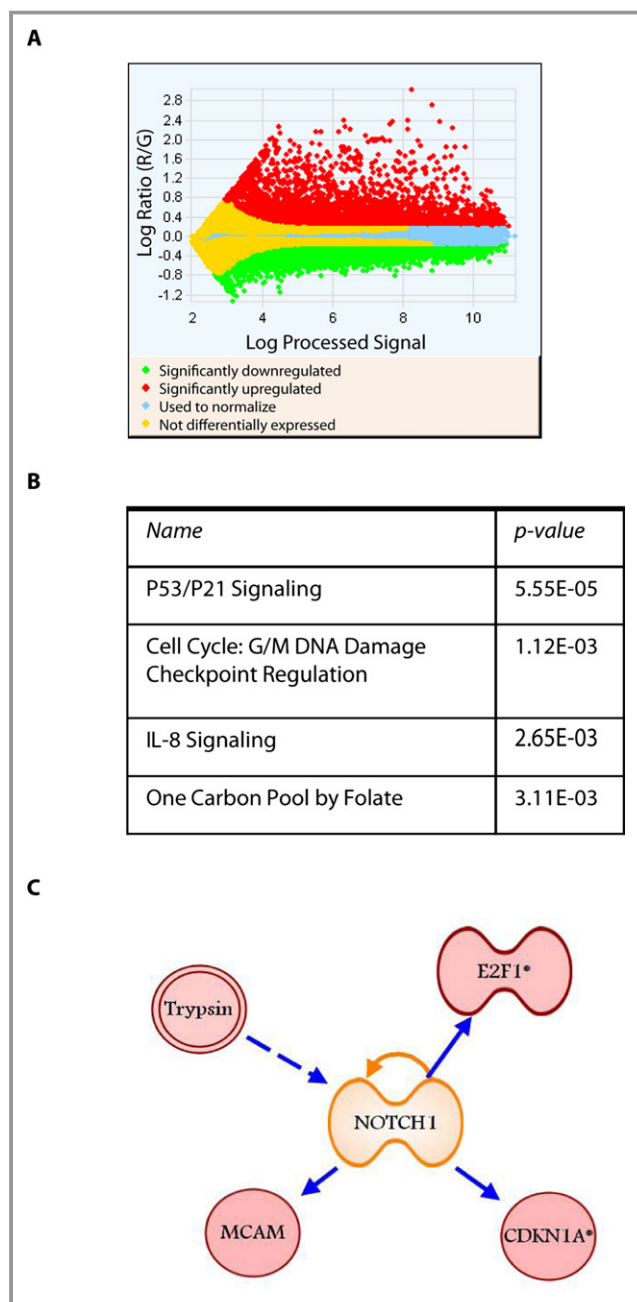 A
Log Ratio (R/G)
2.8
2.4
2.0
1.6
1.2
0.8
0.4
0.0
-0.4
-0.8
-1.2
2 4 6 8 10
Log Processed Signal
Significantly downregulated
Significantly upregulated
Used to normalize
Not differentially expressed
B
Name p-value
P53/P21 Signaling 5.55E-05
Cell Cycle: G/M DNA Damage
Checkpoint Regulation 1.12E-03
IL-8 Signaling 2.65E-03
One Carbon Pool by Folate 3.11E-03
C
E2F1*
Trypsin
NOTCH1
MCAM
CDKN1A*